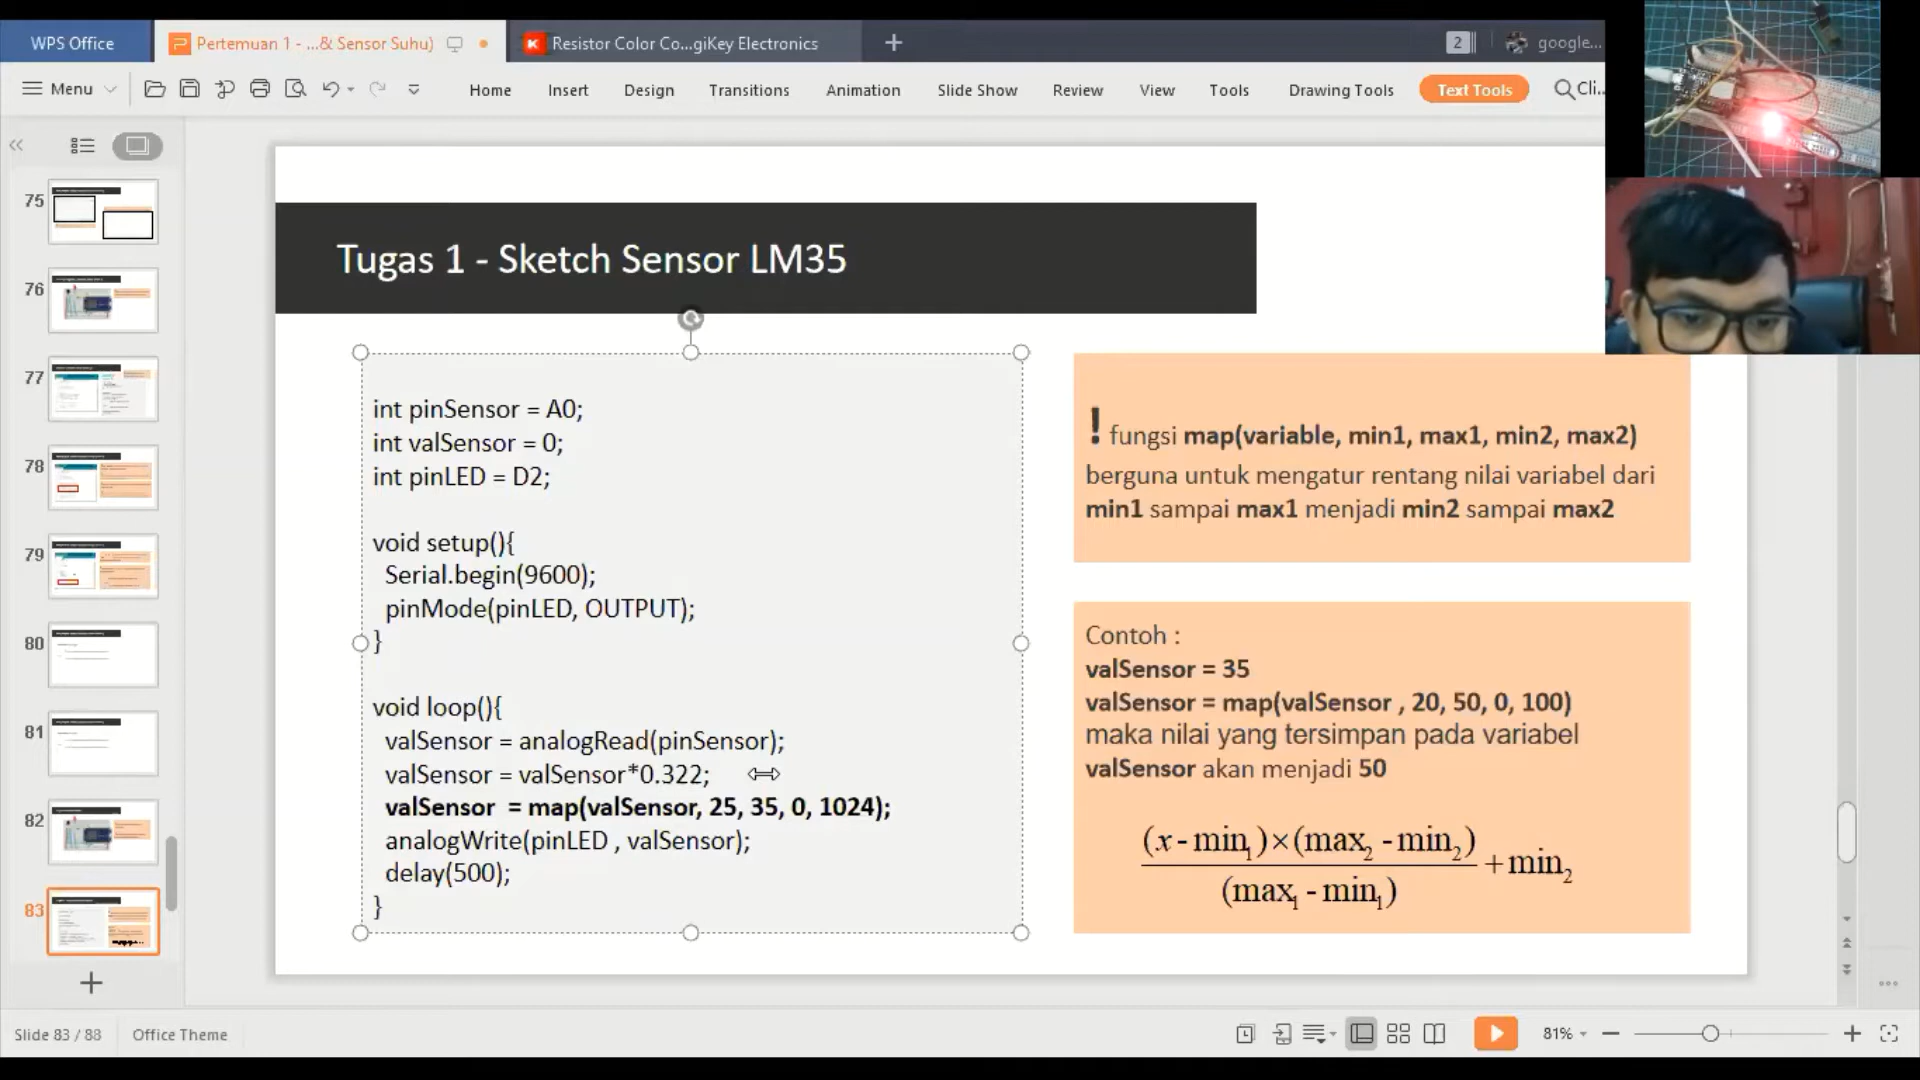 WPS Office
Pertemuan 1 - ...& Sensor Suhu)
Resistor Color Co...giKey Electronics
2
google...
Menu
Home
Insert
Design
Transitions
Animation
Slide Show
Review
View
Tools
Drawing Tools
Text Tools
Cli...
75
76
77
78
79
80
81
82
83
Tugas 1 - Sketch Sensor LM35
int pinSensor = A0;
int valSensor = 0;
int pinLED = D2;
void setup(){
Serial.begin(9600);
pinMode(pinLED, OUTPUT);
}
void loop(){
valSensor = analogRead(pinSensor);
valSensor = valSensor*0.322;
valSensor  = map(valSensor, 25, 35, 0, 1024);
analogWrite(pinLED , valSensor);
delay(500);
}
! fungsi map(variable, min1, max1, min2, max2)
berguna untuk mengatur rentang nilai variabel dari
min1 sampai max1 menjadi min2 sampai max2
Contoh :
valSensor = 35
valSensor = map(valSensor , 20, 50, 0, 100)
maka nilai yang tersimpan pada variabel
valSensor akan menjadi 50
(x - min₁)×(max₂ - min₂)
(max₁ - min₁)
+min₂
Slide 83 / 88
Office Theme
81%